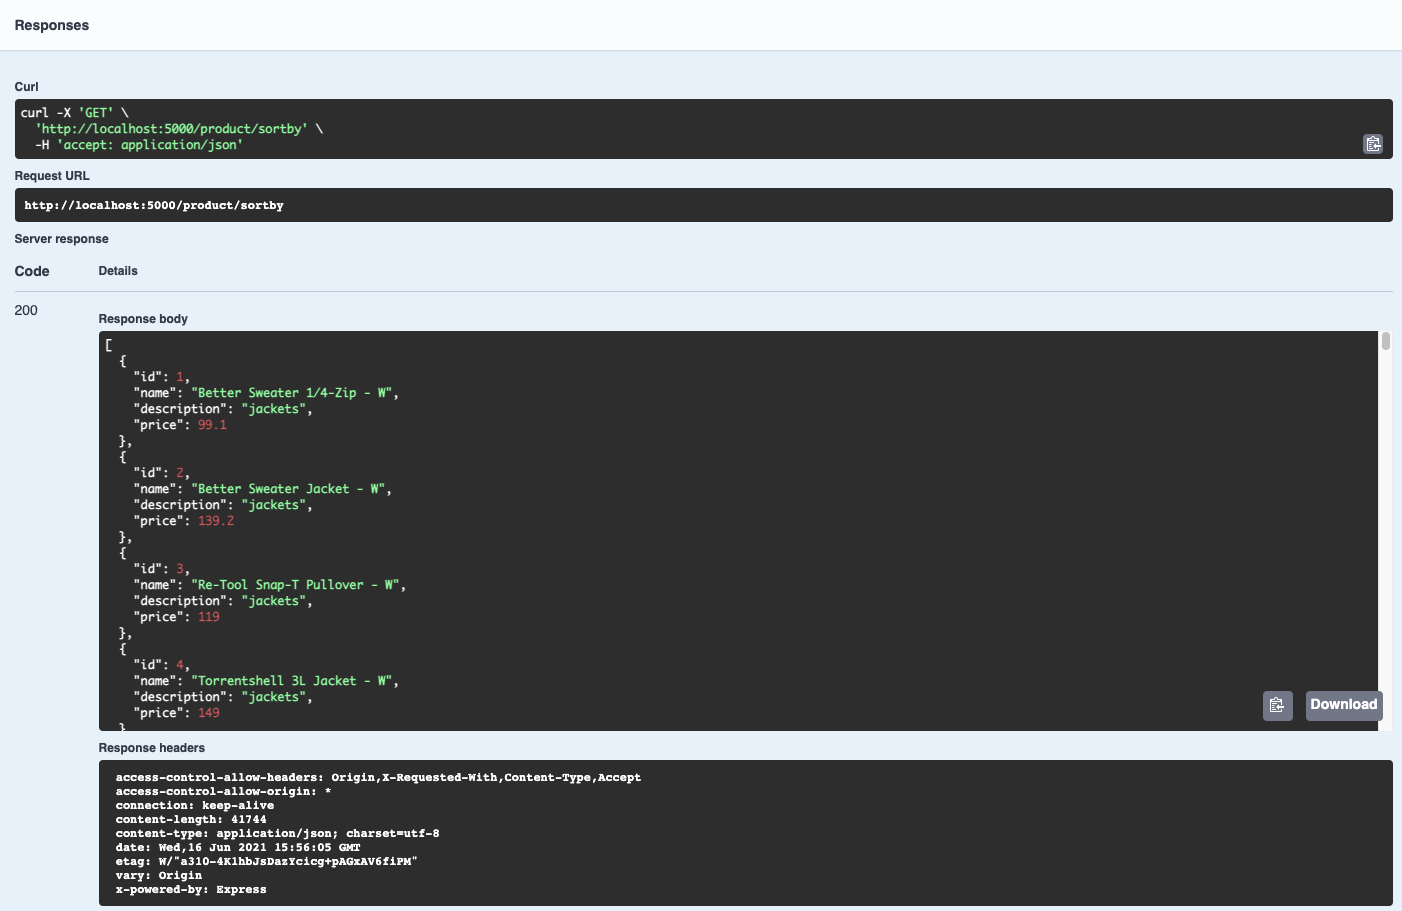 Responses
Curl
curl -X 'GET' \
  'http://localhost:5000/product/sortby' \
  -H 'accept: application/json'
Request URL
http://localhost:5000/product/sortby
Server response
Code Details
200
Response body
[
  {
    "id": 1,
    "name": "Better Sweater 1/4-Zip - W",
    "description": "jackets",
    "price": 99.1
  },
  {
    "id": 2,
    "name": "Better Sweater Jacket - W",
    "description": "jackets",
    "price": 139.2
  },
  {
    "id": 3,
    "name": "Re-Tool Snap-T Pullover - W",
    "description": "jackets",
    "price": 119
  },
  {
    "id": 4,
    "name": "Torrentshell 3L Jacket - W",
    "description": "jackets",
    "price": 149
  }
Download
Response headers
access-control-allow-headers: Origin,X-Requested-With,Content-Type,Accept
access-control-allow-origin: *
connection: keep-alive
content-length: 41744
content-type: application/json; charset=utf-8
date: Wed,16 Jun 2021 15:56:05 GMT
etag: W/"a310-4K1hbJsDazYcicg+pAGxAV6fiPM"
vary: Origin
x-powered-by: Express